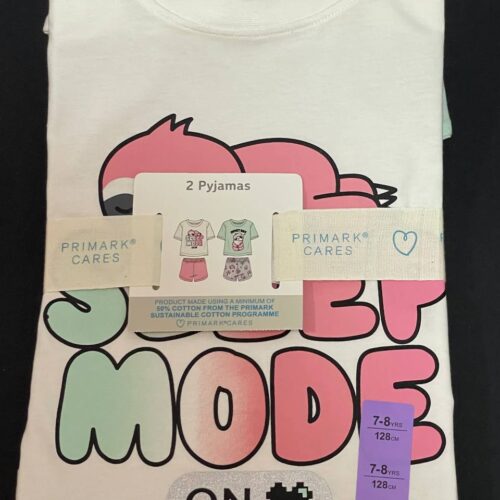 2 Pyjamas
PRIMARK®
CARES
PRIMARK®
CARES
PRODUCT MADE USING A MINIMUM OF
50% COTTON FROM THE PRIMARK
SUSTAINABLE COTTON PROGRAMME
PRIMARK®CARES
MODE
ON
7-8 YRS
128 CM
7-8 YRS
128 CM